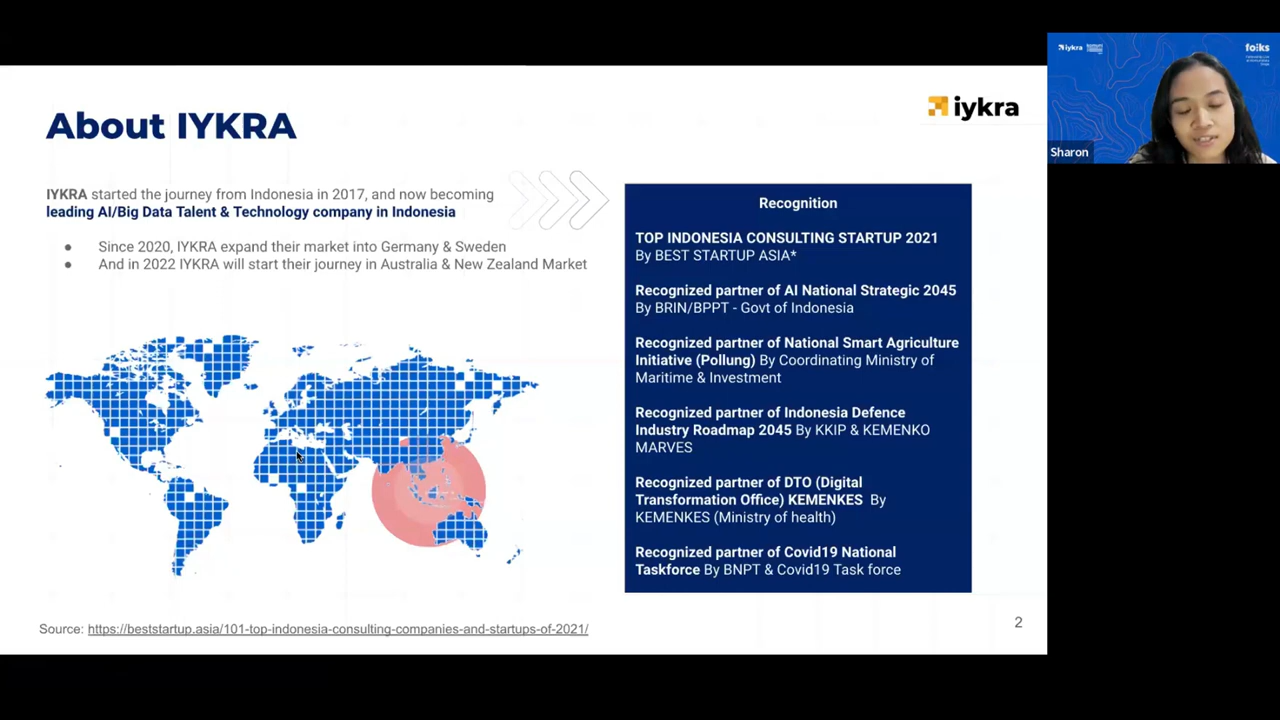 About IYKRA
iykra
IYKRA started the journey from Indonesia in 2017, and now becoming
leading AI/Big Data Talent & Technology company in Indonesia
● Since 2020, IYKRA expand their market into Germany & Sweden
● And in 2022 IYKRA will start their journey in Australia & New Zealand Market
Recognition
TOP INDONESIA CONSULTING STARTUP 2021
By BEST STARTUP ASIA*
Recognized partner of AI National Strategic 2045
By BRIN/BPPT - Govt of Indonesia
Recognized partner of National Smart Agriculture
Initiative (Pollung) By Coordinating Ministry of
Maritime & Investment
Recognized partner of Indonesia Defence
Industry Roadmap 2045 By KKIP & KEMENKO
MARVES
Recognized partner of DTO (Digital
Transformation Office) KEMENKES By
KEMENKES (Ministry of health)
Recognized partner of Covid19 National
Taskforce By BNPT & Covid19 Task force
Source: https://beststartup.asia/101-top-indonesia-consulting-companies-and-startups-of-2021/
2
iykra
Sharon